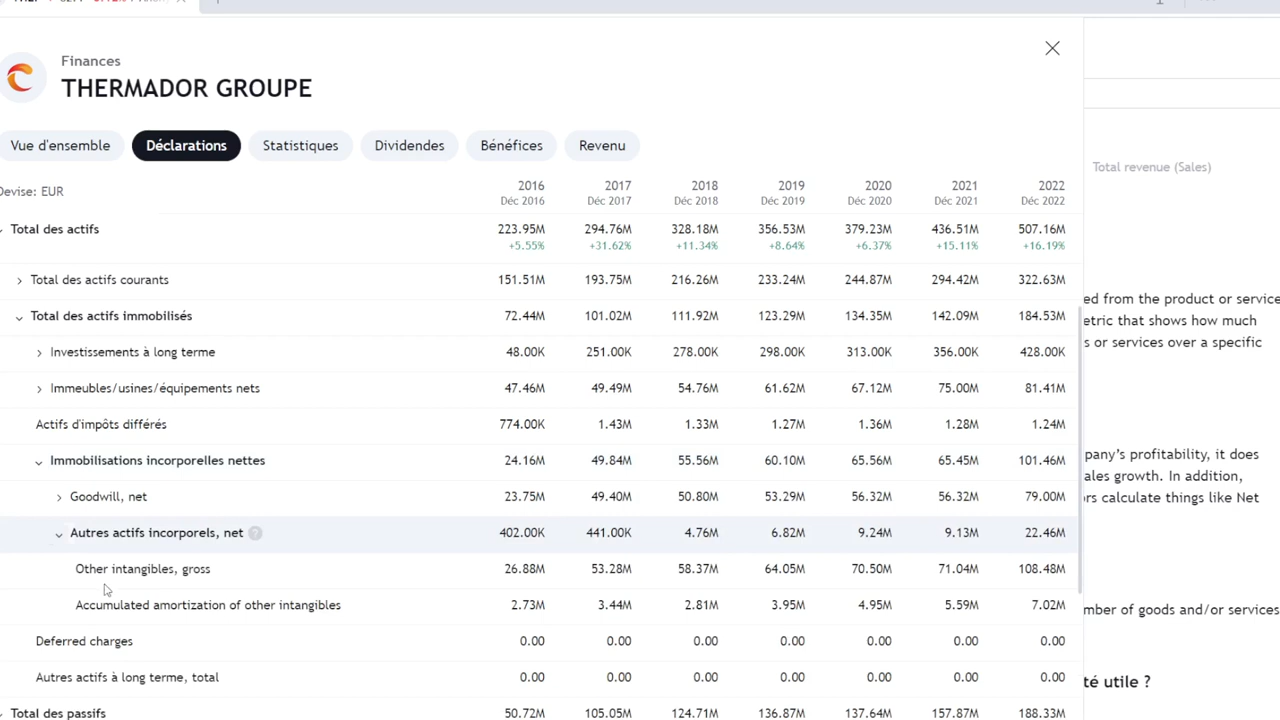 Finances
THERMADOR GROUPE
Vue d'ensemble Déclarations Statistiques Dividendes Bénéfices Revenu
Devise: EUR 2016 2017 2018 2019 2020 2021 2022
Déc 2016 Déc 2017 Déc 2018 Déc 2019 Déc 2020 Déc 2021 Déc 2022
Total des actifs 223.95M 294.76M 328.18M 356.53M 379.23M 436.51M 507.16M
+5.55% +31.62% +11.34% +8.64% +6.37% +15.11% +16.19%
Total des actifs courants 151.51M 193.75M 216.26M 233.24M 244.87M 294.42M 322.63M
Total des actifs immobilisés 72.44M 101.02M 111.92M 123.29M 134.35M 142.09M 184.53M
Investissements à long terme 48.00K 251.00K 278.00K 298.00K 313.00K 356.00K 428.00K
Immeubles/usines/équipements nets 47.46M 49.49M 54.76M 61.62M 67.12M 75.00M 81.41M
Actifs d'impôts différés 774.00K 1.43M 1.33M 1.27M 1.36M 1.28M 1.24M
Immobilisations incorporelles nettes 24.16M 49.84M 55.56M 60.10M 65.56M 65.45M 101.46M
Goodwill, net 23.75M 49.40M 50.80M 53.29M 56.32M 56.32M 79.00M
Autres actifs incorporels, net ? 402.00K 441.00K 4.76M 6.82M 9.24M 9.13M 22.46M
Other intangibles, gross 26.88M 53.28M 58.37M 64.05M 70.50M 71.04M 108.48M
Accumulated amortization of other intangibles 2.73M 3.44M 2.81M 3.95M 4.95M 5.59M 7.02M
Deferred charges 0.00 0.00 0.00 0.00 0.00 0.00 0.00
Autres actifs à long terme, total 0.00 0.00 0.00 0.00 0.00 0.00 0.00
Total des passifs 50.72M 105.05M 124.71M 136.87M 137.64M 157.87M 188.33M
Total revenue (Sales)
ed from the product or service
etric that shows how much
s or services over a specific
pany's profitability, it does
ales growth. In addition,
rs calculate things like Net
mber of goods and/or services
té utile ?